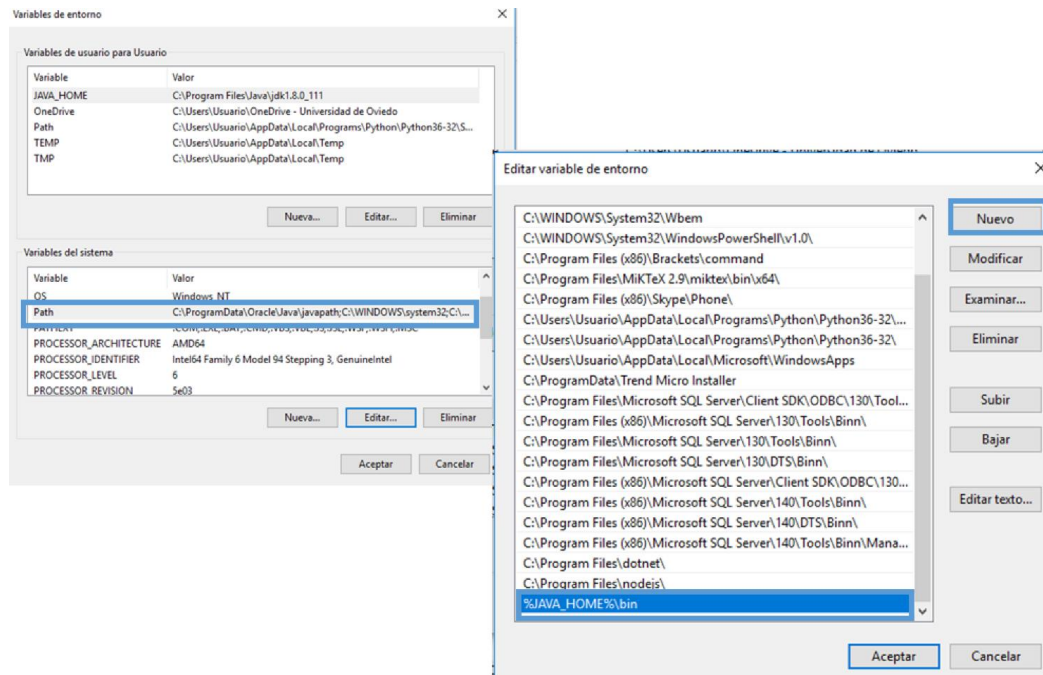 Variables de entorno
Variables de usuario para Usuario
Variable Valor
JAVA_HOME C:\Program Files\Java\jdk1.8.0_111
OneDrive C:\Users\Usuario\OneDrive - Universidad de Oviedo
Path C:\Users\Usuario\AppData\Local\Programs\Python\Python36-32\S...
TEMP C:\Users\Usuario\AppData\Local\Temp
TMP C:\Users\Usuario\AppData\Local\Temp
Nueva... Editar... Eliminar
Variables del sistema
Variable Valor
OS Windows_NT
Path C:\ProgramData\Oracle\Java\javapath;C:\WINDOWS\system32;C:\...
PROCESSOR_ARCHITECTURE AMD64
PROCESSOR_IDENTIFIER Intel64 Family 6 Model 94 Stepping 3, GenuineIntel
PROCESSOR_LEVEL 6
PROCESSOR_REVISION 5e03
Nueva... Editar... Eliminar
Aceptar Cancelar
Editar variable de entorno
C:\WINDOWS\System32\Wbem
C:\WINDOWS\System32\WindowsPowerShell\v1.0\
C:\Program Files (x86)\Brackets\command
C:\Program Files\MiKTeX 2.9\miktex\bin\x64\
C:\Program Files (x86)\Skype\Phone\
C:\Users\Usuario\AppData\Local\Programs\Python\Python36-32\...
C:\Users\Usuario\AppData\Local\Programs\Python\Python36-32\
C:\Users\Usuario\AppData\Local\Microsoft\WindowsApps
C:\ProgramData\Trend Micro Installer
C:\Program Files\Microsoft SQL Server\Client SDK\ODBC\130\Tool...
C:\Program Files (x86)\Microsoft SQL Server\130\Tools\Binn\
C:\Program Files\Microsoft SQL Server\130\Tools\Binn\
C:\Program Files\Microsoft SQL Server\130\DTS\Binn\
C:\Program Files (x86)\Microsoft SQL Server\Client SDK\ODBC\130...
C:\Program Files (x86)\Microsoft SQL Server\140\Tools\Binn\
C:\Program Files (x86)\Microsoft SQL Server\140\DTS\Binn\
C:\Program Files (x86)\Microsoft SQL Server\140\Tools\Binn\Mana...
C:\Program Files\dotnet\
C:\Program Files\nodejs\
%JAVA_HOME%\bin
Nuevo
Modificar
Examinar...
Eliminar
Subir
Bajar
Editar texto...
Aceptar Cancelar